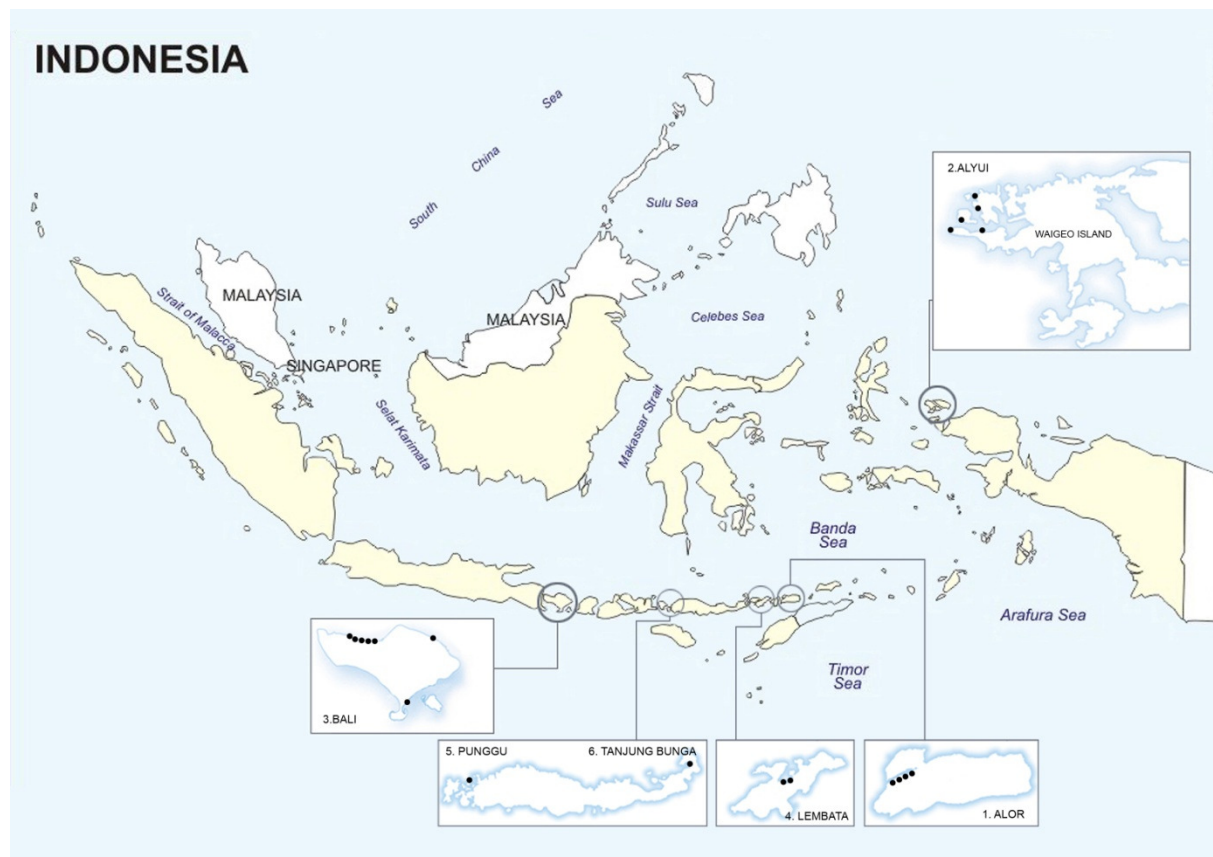 INDONESIA
Sea
China
South
Sulu Sea
2.ALYUI
WAIGEO ISLAND
MALAYSIA
Strait of Malacca
MALAYSIA
Celebes Sea
SINGAPORE
Selat Karimata
Makassar Strait
Banda
Sea
Arafura Sea
Timor
Sea
3.BALI
5. PUNGGU
6. TANJUNG BUNGA
4. LEMBATA
1. ALOR